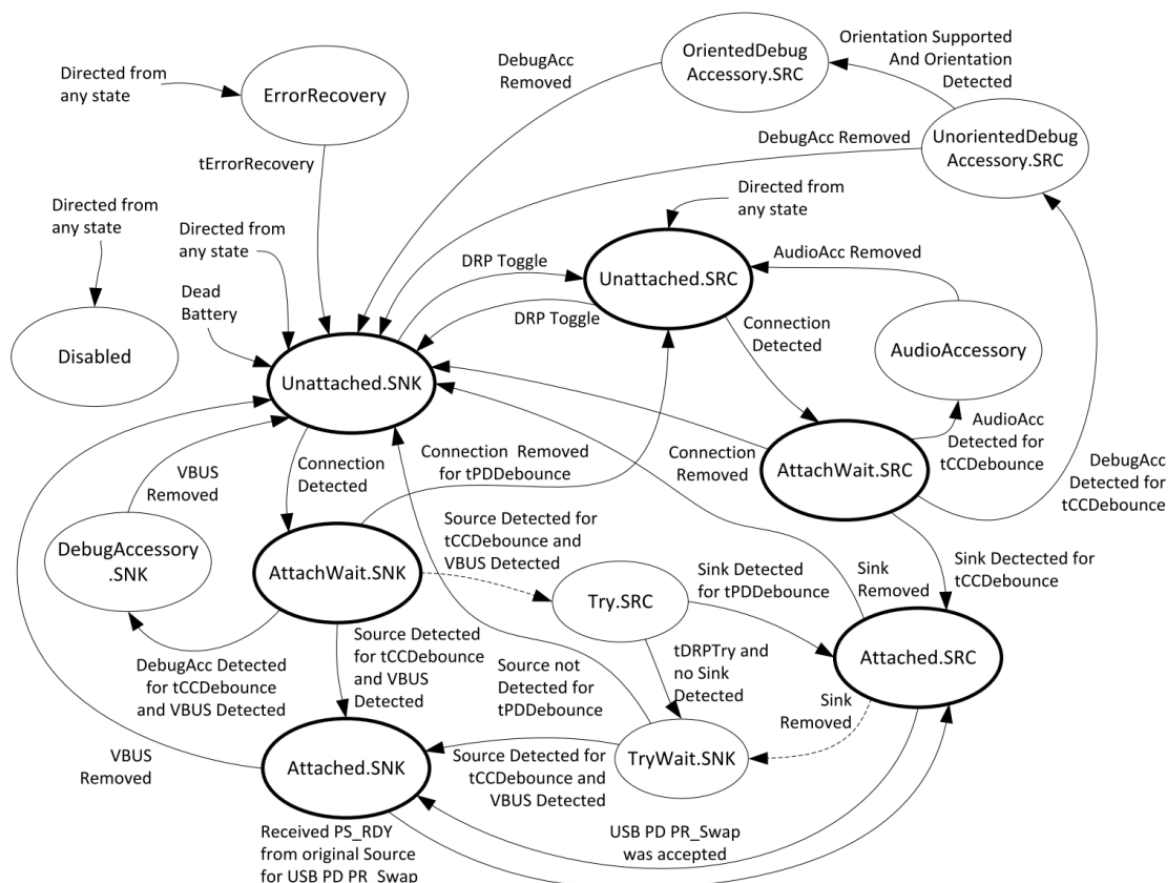 Directed from
any state
ErrorRecovery
tErrorRecovery
DebugAcc
Removed
OrientedDebug
Accessory.SRC
Orientation Supported
And Orientation
Detected
DebugAcc Removed
UnorientedDebug
Accessory.SRC
Directed from
any state
Disabled
Directed from
any state
Dead
Battery
DRP Toggle
DRP Toggle
Directed from
any state
Unattached.SRC
AudioAcc Removed
AudioAccessory
Unattached.SNK
Connection
Detected
AudioAcc
Detected for
tCCDebounce
DebugAcc
Detected for
tCCDebounce
AttachWait.SRC
Connection
Removed
VBUS
Removed
Connection
Detected
Connection  Removed
for tPDDebounce
Source Detected for
tCCDebounce and
VBUS Detected
DebugAccessory
.SNK
AttachWait.SNK
Try.SRC
Sink Detected
for tPDDebounce
Sink
Removed
Sink Dectected for
tCCDebounce
Attached.SRC
DebugAcc Detected
for tCCDebounce
and VBUS Detected
Source Detected
for tCCDebounce
and VBUS
Detected
Source not
Detected for
tPDDebounce
tDRPTry and
no Sink
Detected
Sink
Removed
VBUS
Removed
Attached.SNK
Source Detected for
tCCDebounce and
VBUS Detected
TryWait.SNK
Received PS_RDY
from original Source
for USB PD PR_Swap
USB PD PR_Swap
was accepted